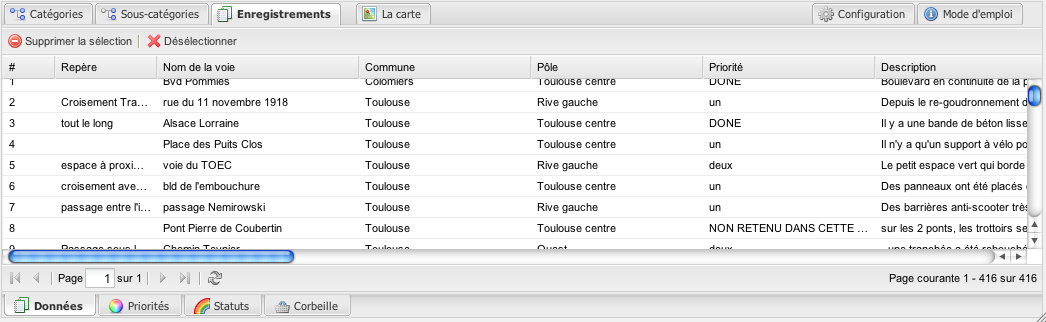 Catégories Sous-catégories Enregistrements La carte Configuration Mode d'emploi
Supprimer la sélection Désélectionner
# Repère Nom de la voie Commune Pôle Priorité Description
1 Bvd Pommies Colomiers Toulouse centre DONE Boulevard en continuité de la p
2 Croisement Tra... rue du 11 novembre 1918 Toulouse Rive gauche un Depuis le re-goudronnement d
3 tout le long Alsace Lorraine Toulouse Toulouse centre DONE Il y a une bande de béton lisse
4 Place des Puits Clos Toulouse Toulouse centre un Il n'y a qu'un support à vélo po
5 espace à proxi... voie du TOEC Toulouse Rive gauche deux Le petit espace vert qui borde
6 croisement ave... bld de l'embouchure Toulouse Toulouse centre un Des panneaux ont été placés
7 passage entre l'i... passage Nemirowski Toulouse Rive gauche un Des barrières anti-scooter très
8 Pont Pierre de Coubertin Toulouse Toulouse centre NON RETENU DANS CETTE ... sur les 2 ponts, les trottoirs se
9 Passage sous l Chemin Tavnier Toulouse Ouest deux une tranchée a été rebouché
Page 1 sur 1 Page courante 1 - 416 sur 416
Données Priorités Statuts Corbeille